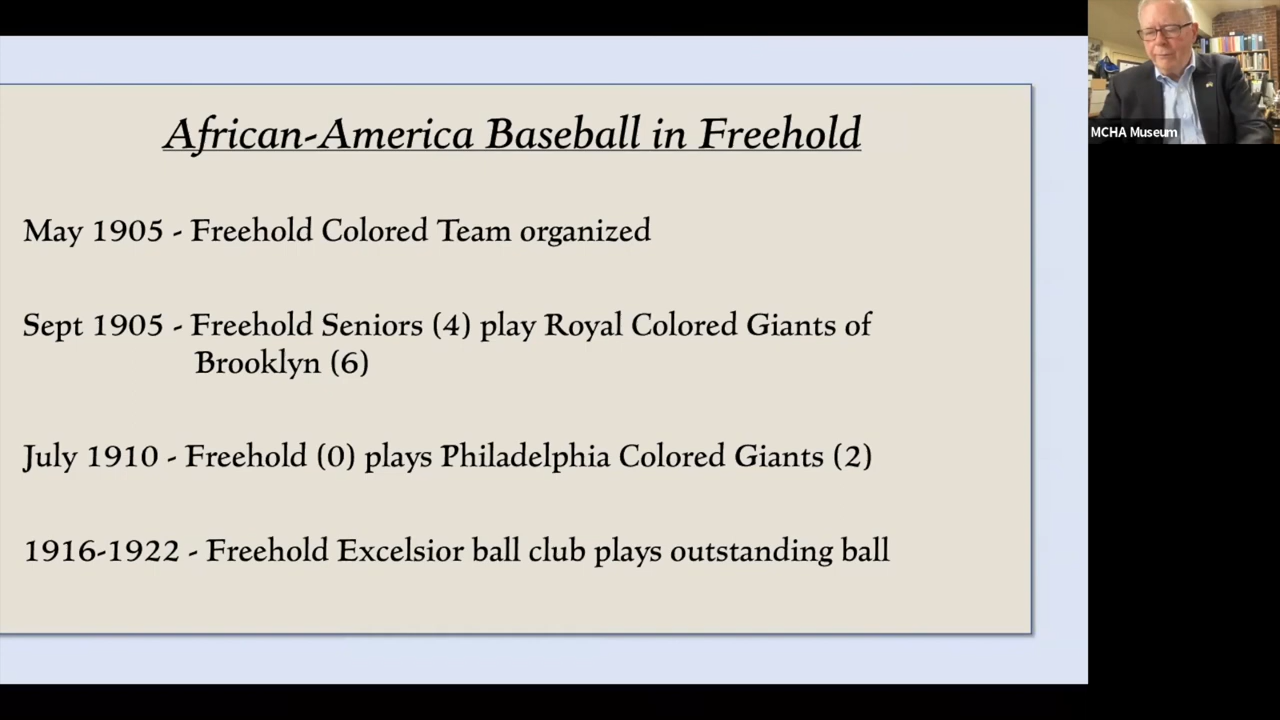 African-America Baseball in Freehold
May 1905 - Freehold Colored Team organized
Sept 1905 - Freehold Seniors (4) play Royal Colored Giants of
Brooklyn (6)
July 1910 - Freehold (0) plays Philadelphia Colored Giants (2)
1916-1922 - Freehold Excelsior ball club plays outstanding ball
MCHA Museum